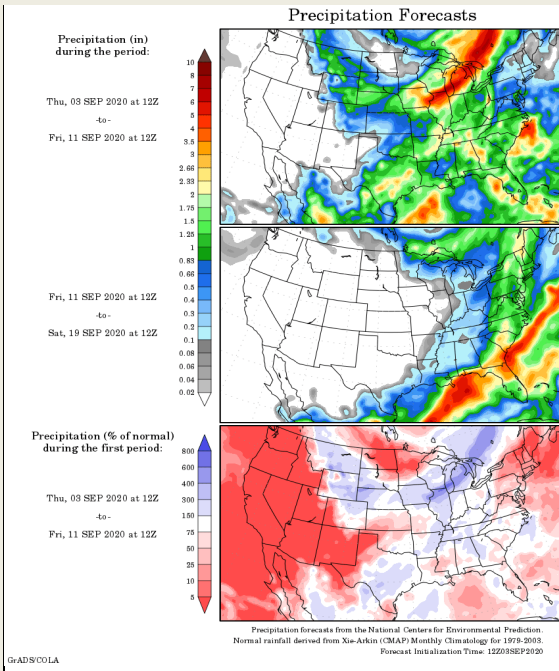 Precipitation Forecasts
Precipitation (in)
during the period:
Thu, 03 SEP 2020 at 12Z
-to-
Fri, 11 SEP 2020 at 12Z
10
8
7
6
5
4
3.5
3
2.66
2.33
2
1.75
1.5
1.25
1
0.83
0.66
0.5
0.4
0.3
0.2
0.1
0.08
0.06
0.04
0.02
Fri, 11 SEP 2020 at 12Z
-to-
Sat, 19 SEP 2020 at 12Z
Precipitation (% of normal)
during the first period:
Thu, 03 SEP 2020 at 12Z
-to-
Fri, 11 SEP 2020 at 12Z
800
600
400
300
150
75
50
25
10
5
Precipitation forecasts from the National Centers for Environmental Prediction.
Normal rainfall derived from Xie-Arkin (CMAP) Monthly Climatology for 1979-2003.
Forecast Initialization Time: 12Z03SEP2020
GrADS/COLA